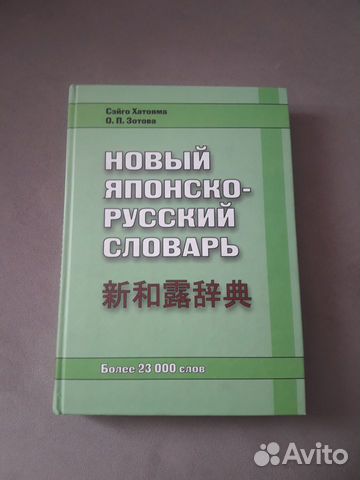 Сэйго Хатояма
О. П. Зотова
НОВЫЙ
ЯПОНСКО-
РУССКИЙ
СЛОВАРЬ
新和露辞典
Более 23 000 слов
Avito